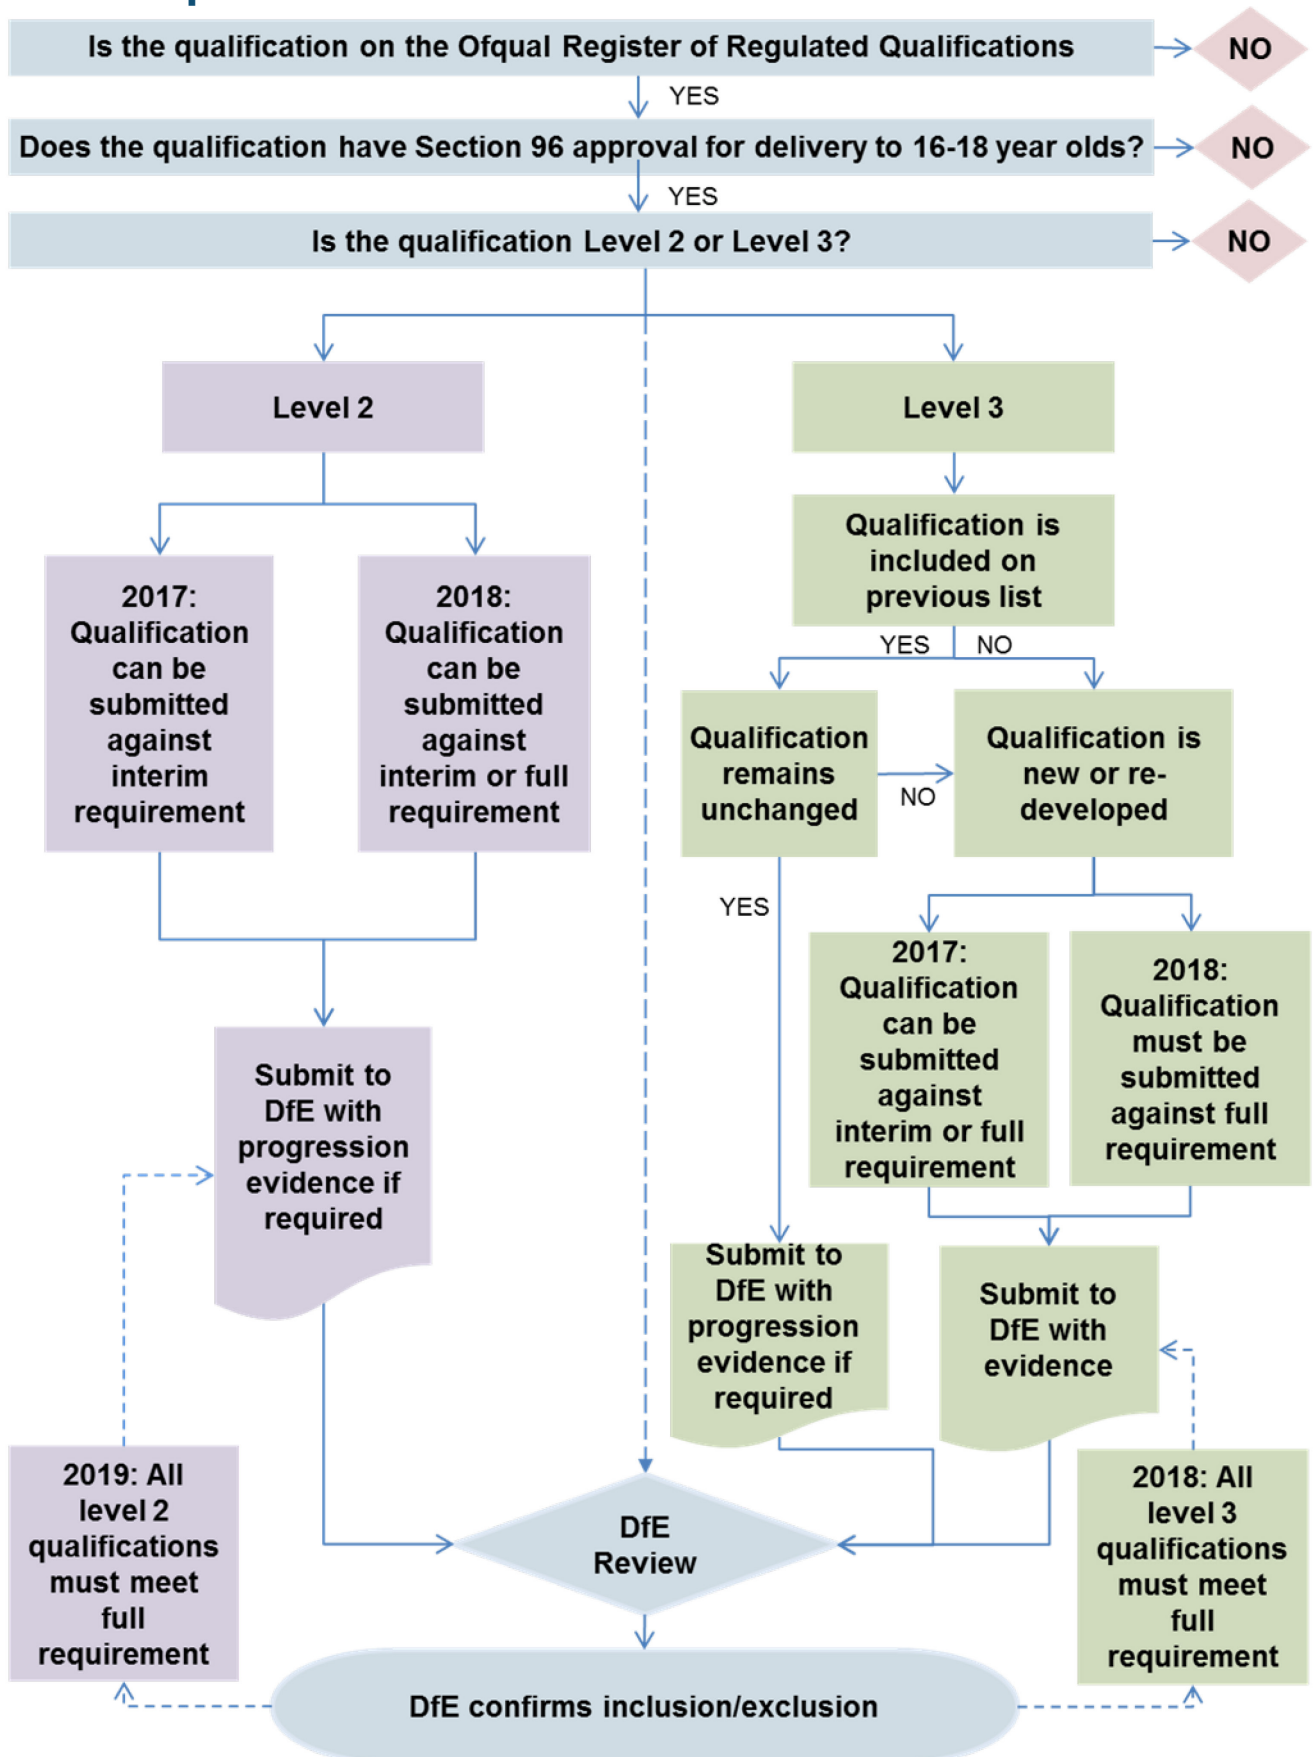 Is the qualification on the Ofqual Register of Regulated Qualifications
NO
YES
Does the qualification have Section 96 approval for delivery to 16-18 year olds?
NO
YES
Is the qualification Level 2 or Level 3?
NO
Level 2
Level 3
Qualification is
included on
previous list
YES
NO
2017:
Qualification
can be
submitted
against
interim
requirement
2018:
Qualification
can be
submitted
against
interim or full
requirement
Qualification
remains
unchanged
NO
Qualification is
new or re-
developed
YES
2017:
Qualification
can be
submitted
against
interim or full
requirement
2018:
Qualification
must be
submitted
against full
requirement
Submit to
DfE with
progression
evidence if
required
Submit to
DfE with
progression
evidence if
required
Submit to
DfE with
evidence
2019: All
level 2
qualifications
must meet
full
requirement
DfE
Review
2018: All
level 3
qualifications
must meet
full
requirement
DfE confirms inclusion/exclusion